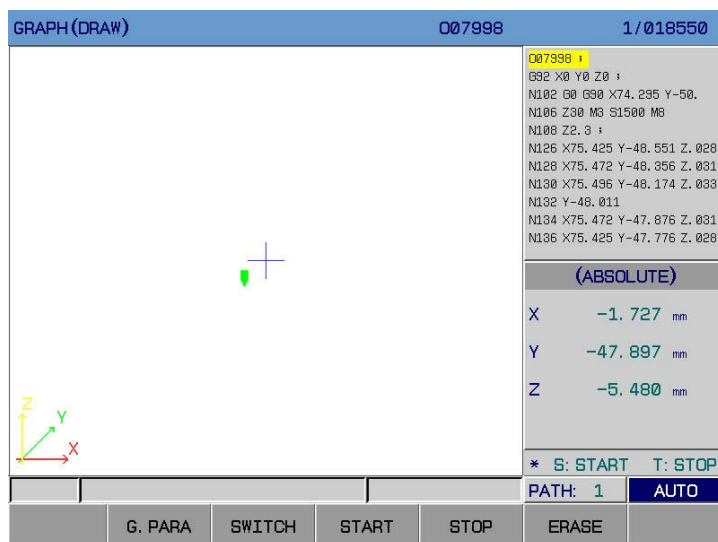 GRAPH(DRAW) O07998 1/018550
O07998 ;
G92 X0 Y0 Z0 ;
N102 G0 G90 X74.295 Y-50.
N106 Z30 M3 S1500 M8
N108 Z2.3 ;
N126 X75.425 Y-48.551 Z.028
N128 X75.472 Y-48.356 Z.031
N130 X75.496 Y-48.174 Z.033
N132 Y-48.011
N134 X75.472 Y-47.876 Z.031
N136 X75.425 Y-47.776 Z.028
(ABSOLUTE)
X -1.727 mm
Y -47.897 mm
Z -5.480 mm
Z
Y
X
* S:START T:STOP
PATH: 1 AUTO
G.PARA SWITCH START STOP ERASE